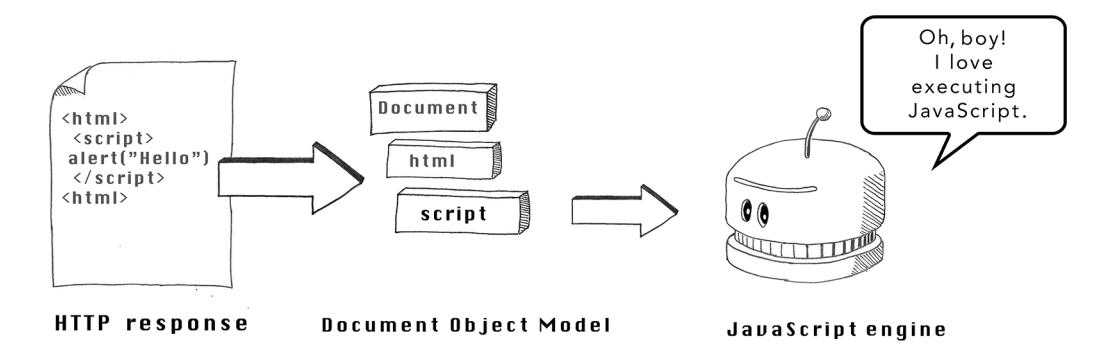 <html>
<script>
alert("Hello")
</script>
<html>
HTTP response
Document
html
script
Document Object Model
Oh, boy!
I love
executing
JavaScript.
JavaScript engine